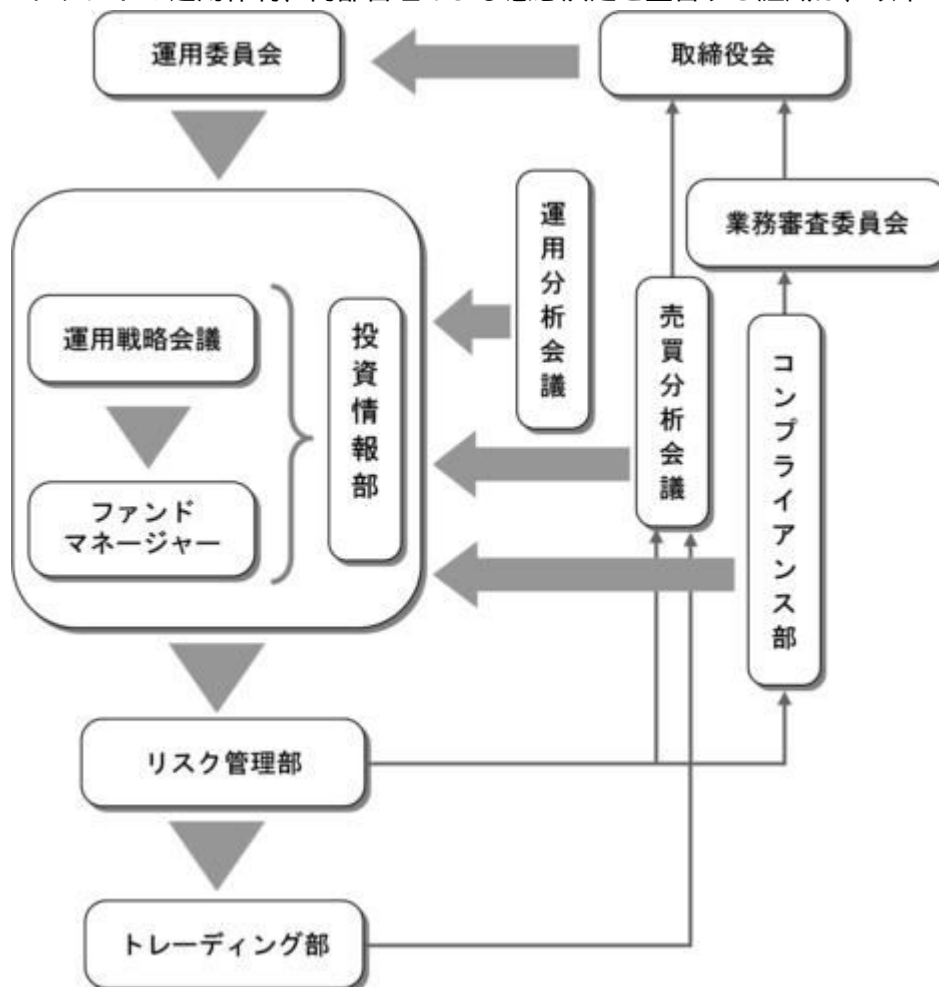 運用委員会
取締役会
運用分析会議
業務審査委員会
運用戦略会議
投資情報部
売買分析会議
コンプライアンス部
ファンド
マネージャー
リスク管理部
トレーディング部